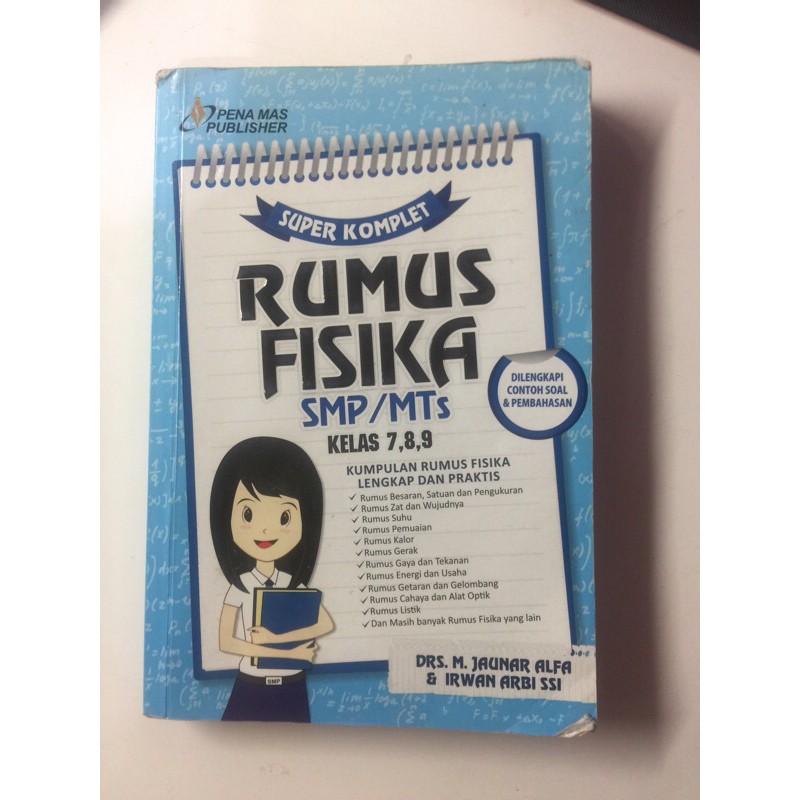 PENA MAS
PUBLISHER
SUPER KOMPLET
RUMUS
FISIKA
SMP/MTs
KELAS 7,8,9
DILENGKAPI
CONTOH SOAL
& PEMBAHASAN
KUMPULAN RUMUS FISIKA
LENGKAP DAN PRAKTIS
✓ Rumus Besaran, Satuan dan Pengukuran
✓ Rumus Zat dan Wujudnya
✓ Rumus Suhu
✓ Rumus Pemuaian
✓ Rumus Kalor
✓ Rumus Gerak
✓ Rumus Gaya dan Tekanan
✓ Rumus Energi dan Usaha
✓ Rumus Getaran dan Gelombang
✓ Rumus Cahaya dan Alat Optik
✓ Rumus Listik
✓ Dan Masih banyak Rumus Fisika yang lain
SMP
DRS. M. JAUNAR ALFA
& IRWAN ARBI SSI